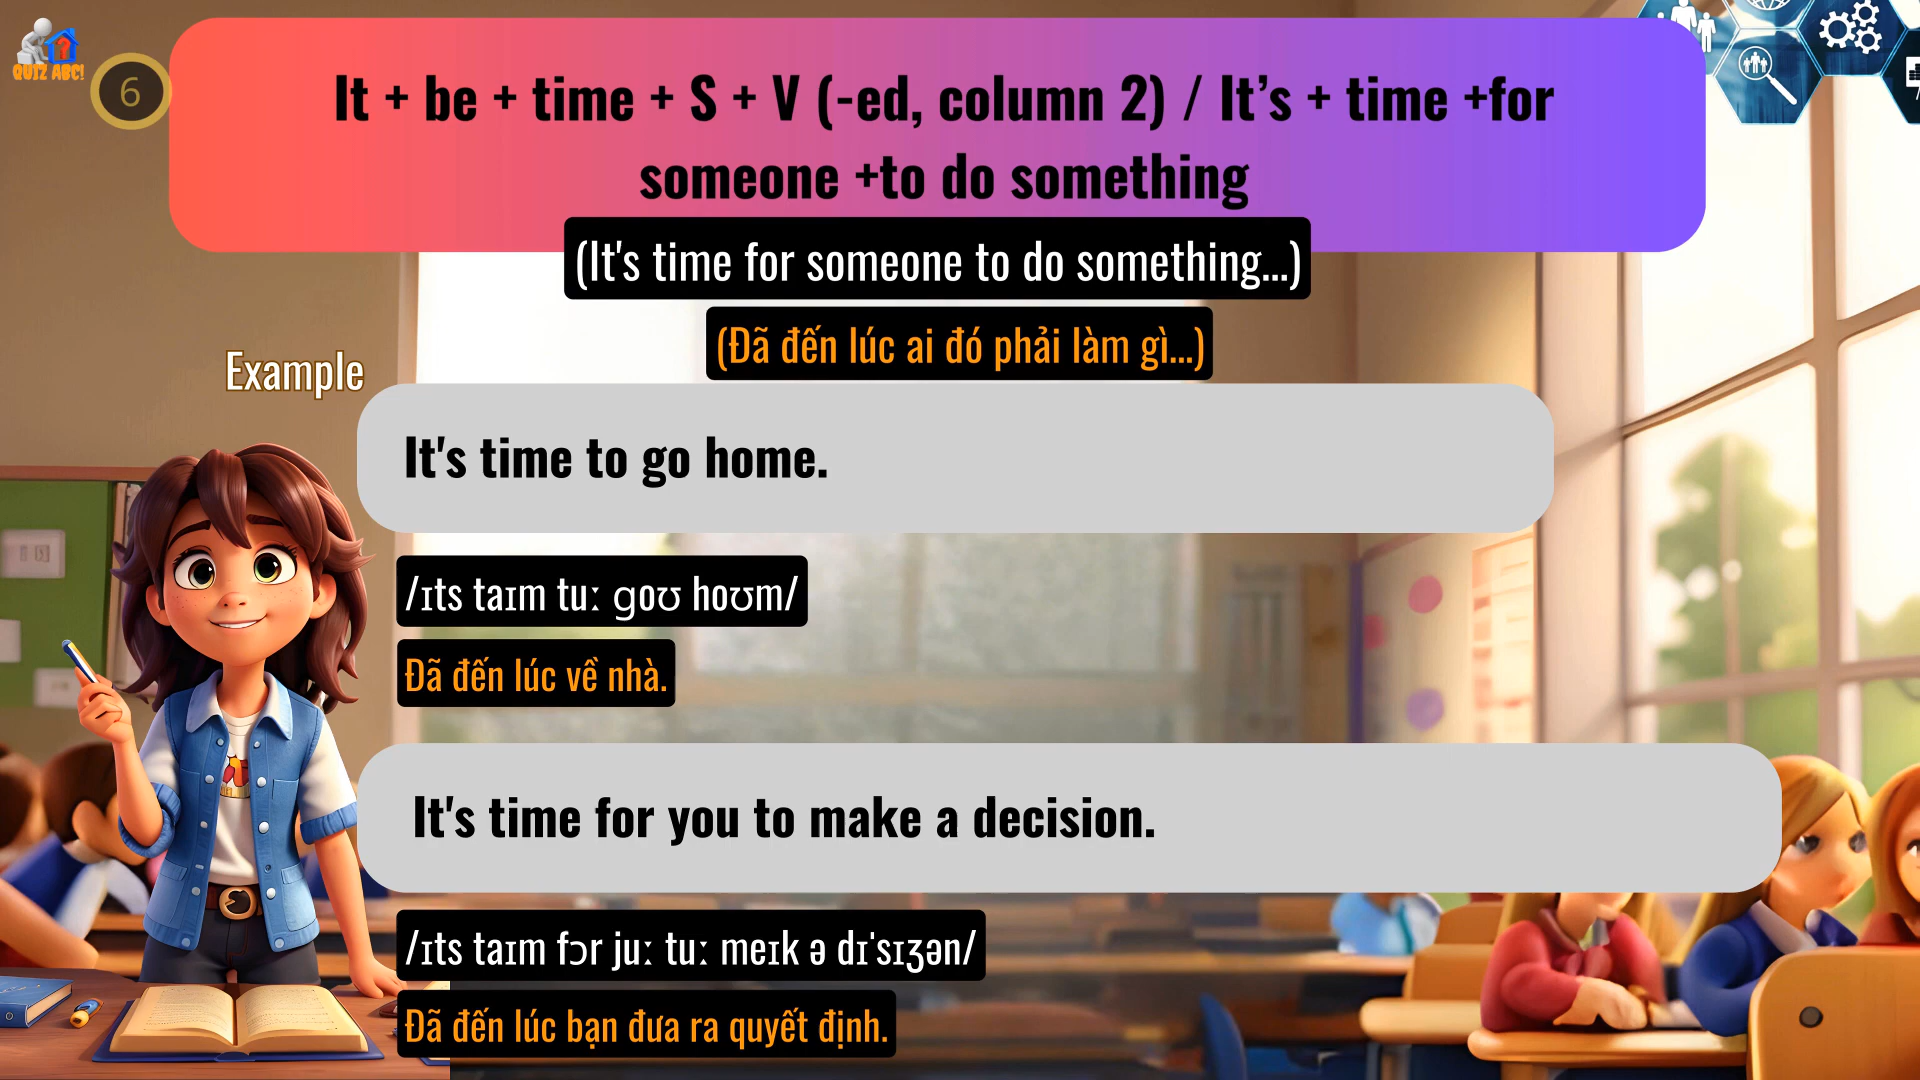 QUIZ ABC!
6
It + be + time + S + V (-ed, column 2) / It’s + time +for
someone +to do something
(It's time for someone to do something...)
(Đã đến lúc ai đó phải làm gì...)
Example
It's time to go home.
/ɪts taɪm tuː ɡoʊ hoʊm/
Đã đến lúc về nhà.
It's time for you to make a decision.
/ɪts taɪm fɔr juː tuː meɪk ə dɪˈsɪʒən/
Đã đến lúc bạn đưa ra quyết định.